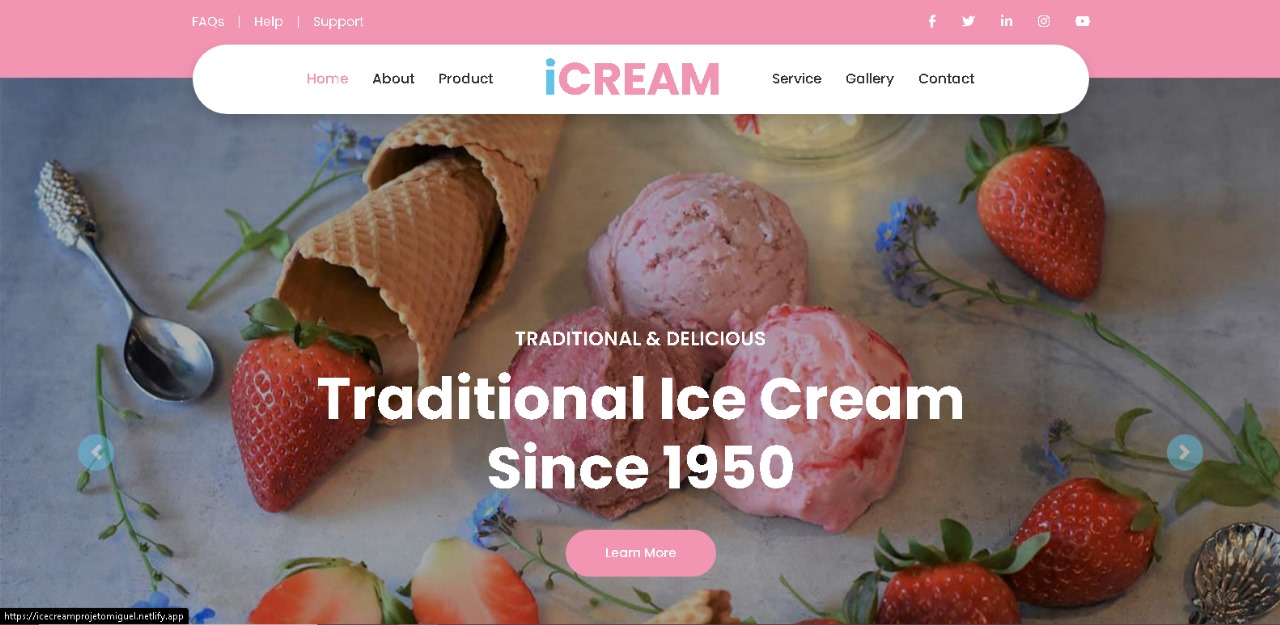 FAQs | Help | Support
Home About Product iCREAM Service Gallery Contact
TRADITIONAL & DELICIOUS
Traditional Ice Cream
Since 1950
Learn More
https://icecreamprojetomiguel.netlify.app